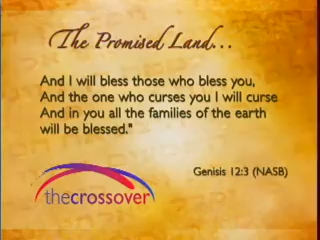 The Promised Land...
And I will bless those who bless you,
And the one who curses you I will curse
And in you all the families of the earth
will be blessed."
Genisis 12:3 (NASB)
thecrossover